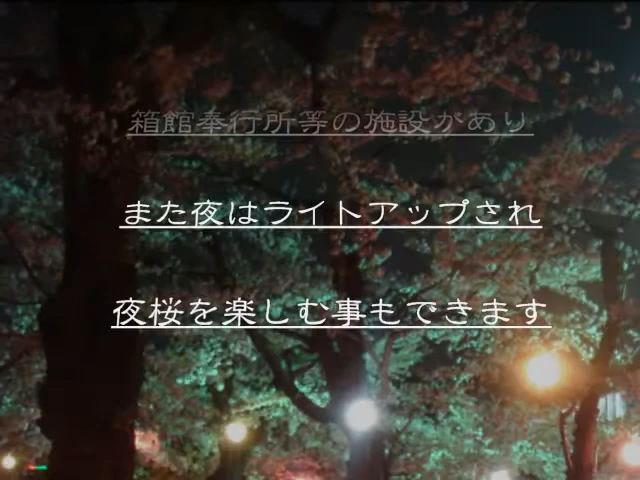 箱館奉行所等の施設があり
また夜はライトアップされ
夜桜を楽しむ事もできます